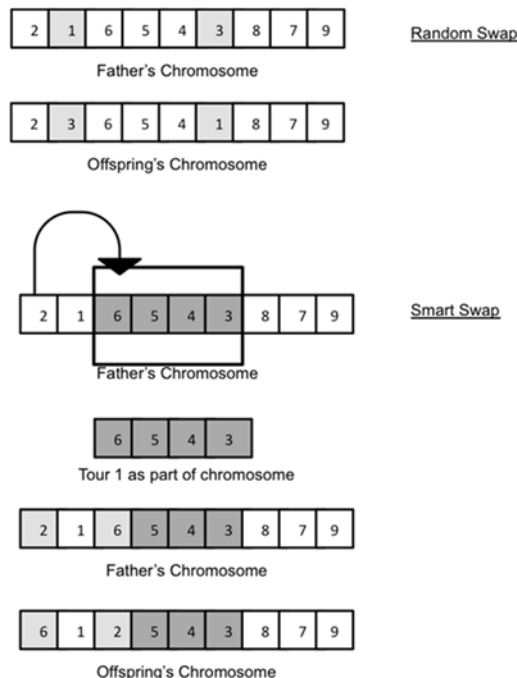 2 1 6 5 4 3 8 7 9
Random Swap
Father's Chromosome
2 3 6 5 4 1 8 7 9
Offspring's Chromosome
2 1 6 5 4 3 8 7 9
Smart Swap
Father's Chromosome
6 5 4 3
Tour 1 as part of chromosome
2 1 6 5 4 3 8 7 9
Father's Chromosome
6 1 2 5 4 3 8 7 9
Offspring's Chromosome